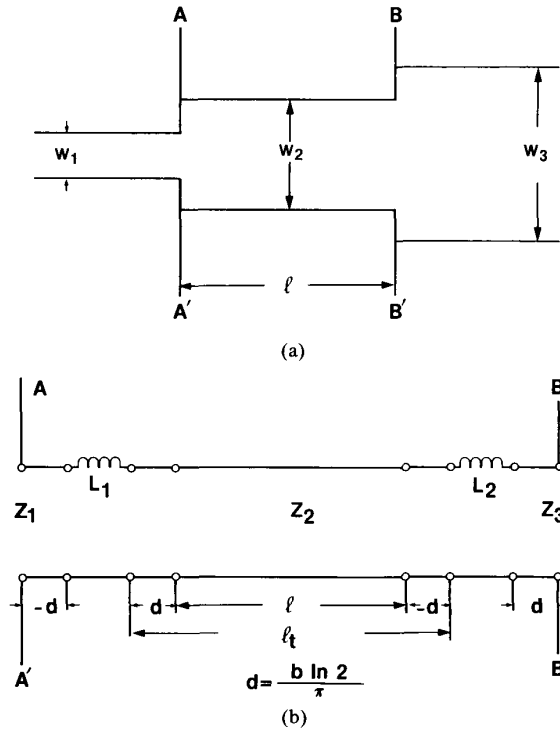 A B
w₁ w₂ w₃
ℓ
A′ B′
(a)
A B
L₁ L₂
Z₁ Z₂ Z₃
-d d ℓ -d d
ℓt
A′ B
d = b ln 2 / π
(b)